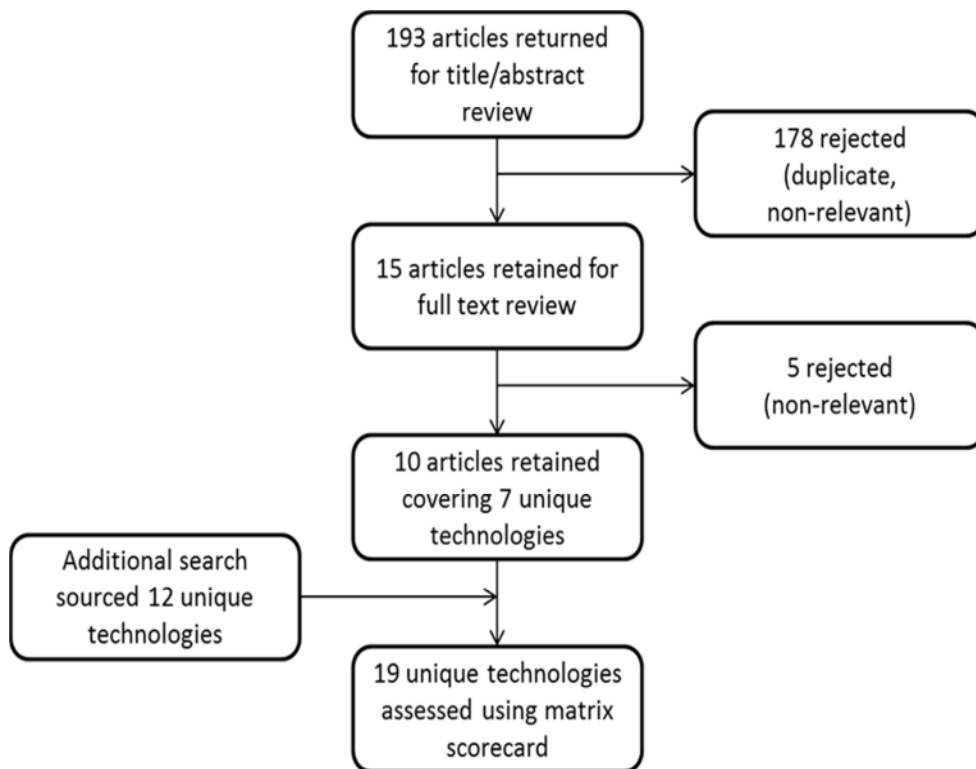 193 articles returned
for title/abstract
review
178 rejected
(duplicate,
non-relevant)
15 articles retained for
full text review
5 rejected
(non-relevant)
10 articles retained
covering 7 unique
technologies
Additional search
sourced 12 unique
technologies
19 unique technologies
assessed using matrix
scorecard